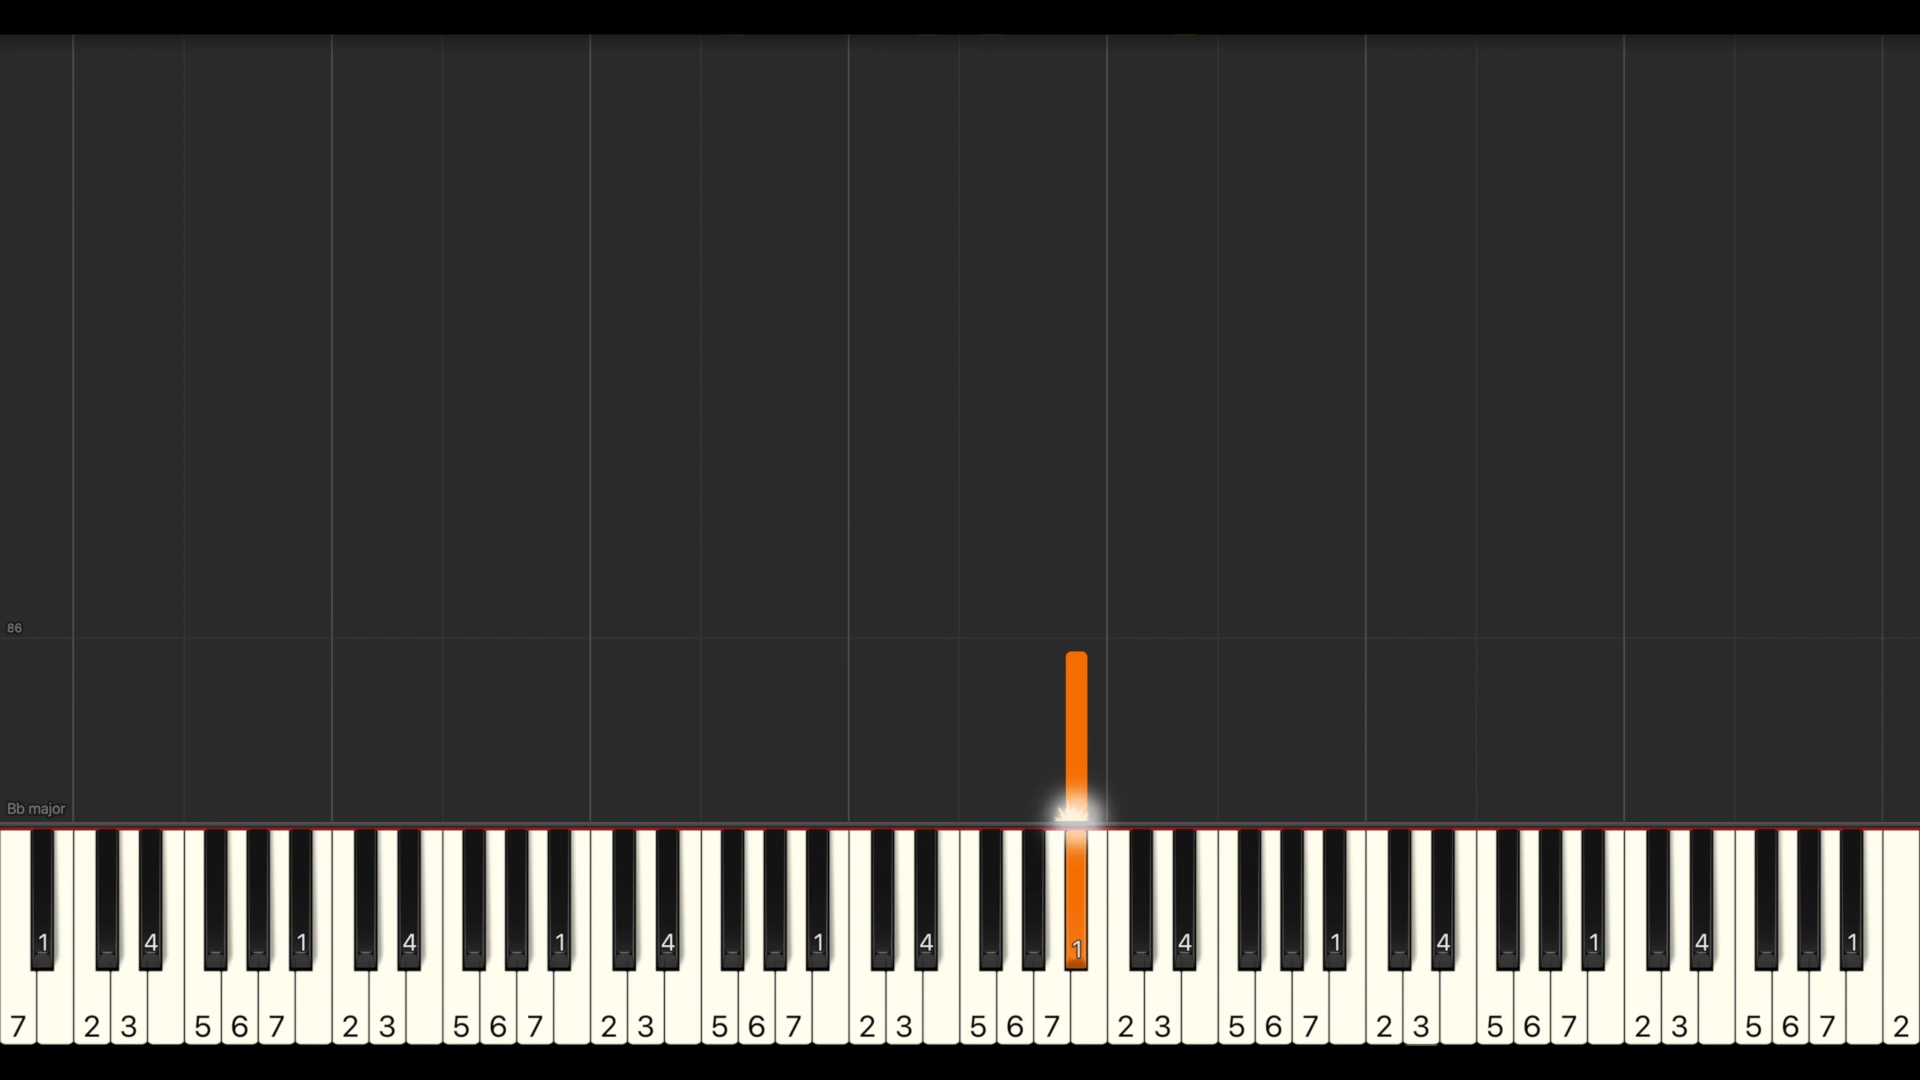 86
Bb major
1 4 1 4 1 4 1 4 1 4 1 4 1 4 1
7 2 3 5 6 7 2 3 5 6 7 2 3 5 6 7 2 3 5 6 7 2 3 5 6 7 2 3 5 6 7 2 3 5 6 7 2